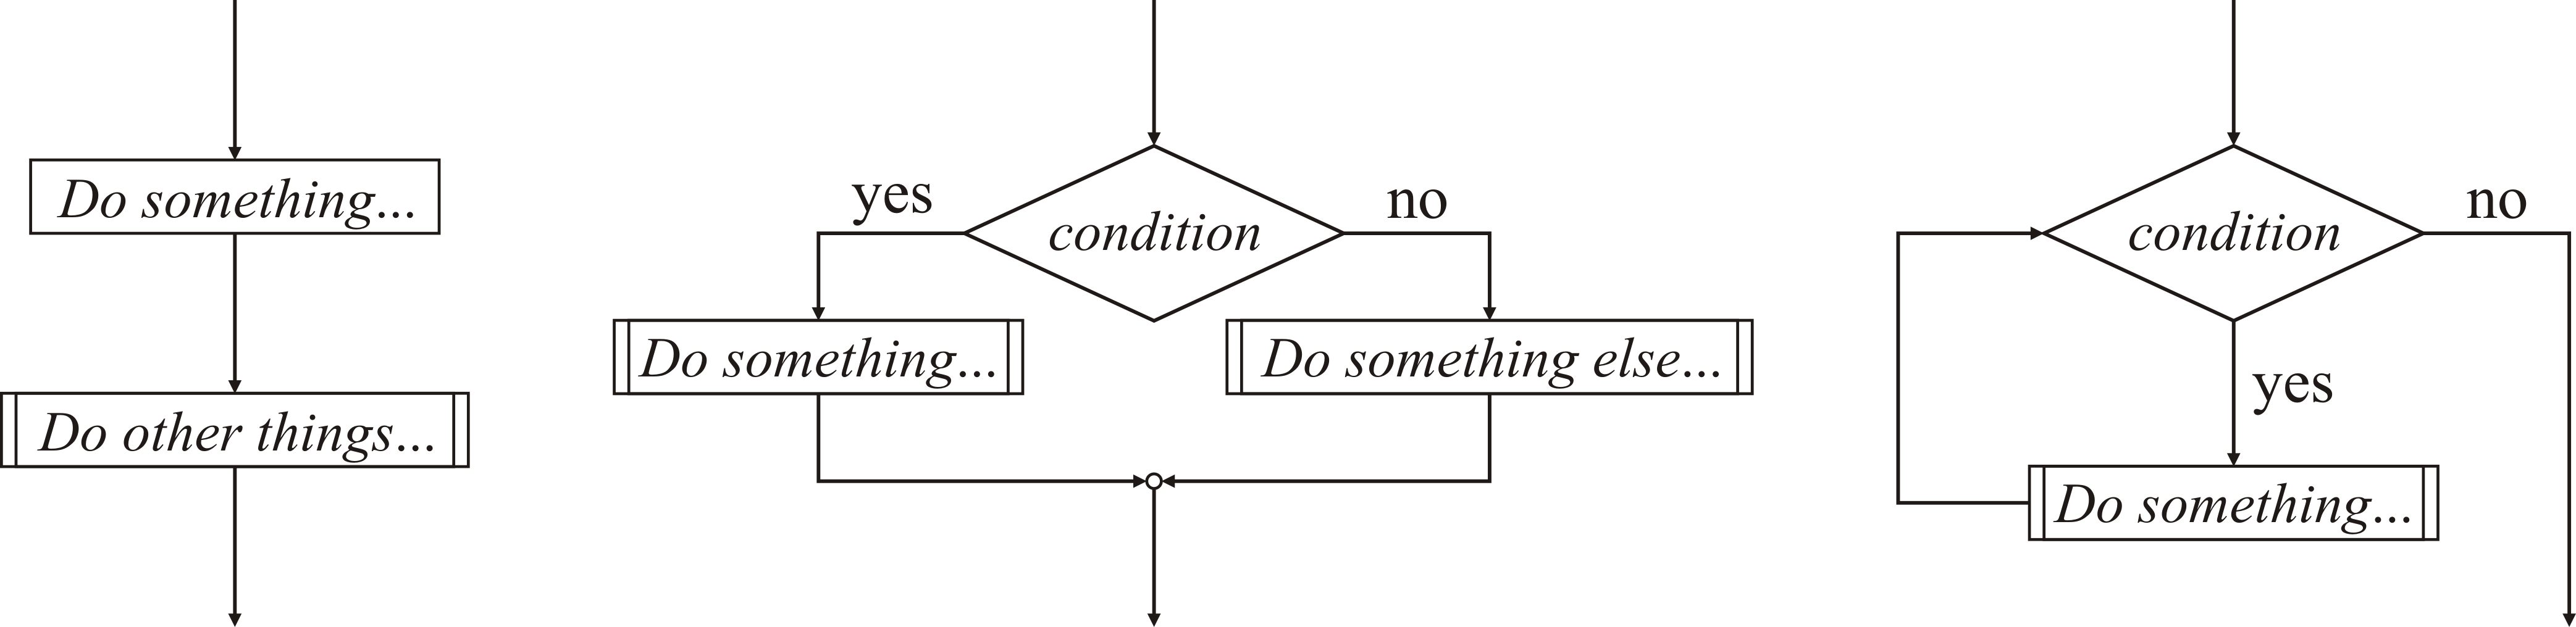 Do something...
Do other things...
yes
no
condition
Do something...
Do something else...
no
condition
yes
Do something...